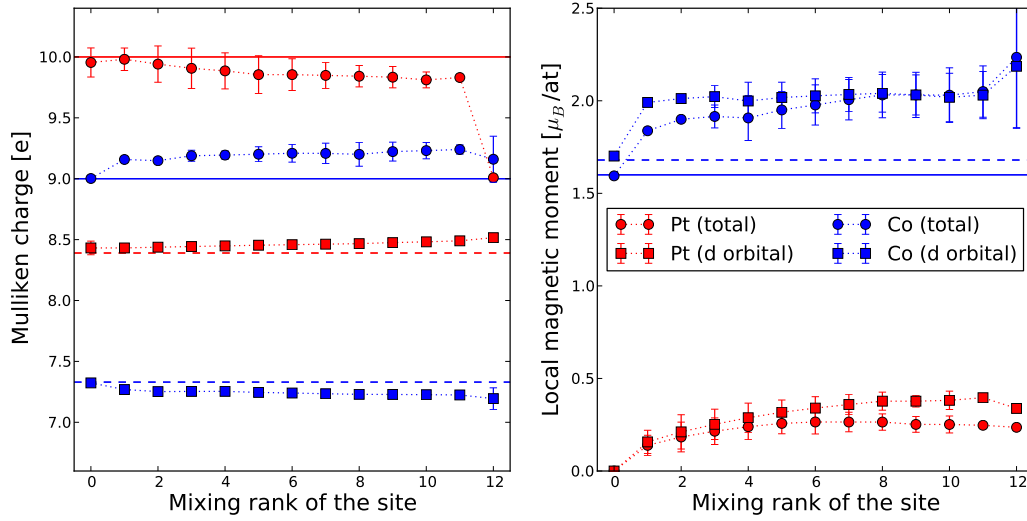 10.0
9.5
9.0
8.5
8.0
7.5
7.0
Mulliken charge [e]
0 2 4 6 8 10 12
Mixing rank of the site
2.5
2.0
1.5
1.0
0.5
0.0
Local magnetic moment [μ_B/at]
Pt (total) Co (total)
Pt (d orbital) Co (d orbital)
0 2 4 6 8 10 12
Mixing rank of the site